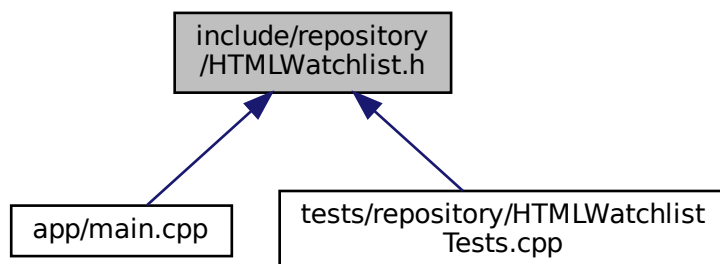 include/repository
/HTMLWatchlist.h
app/main.cpp
tests/repository/HTMLWatchlist
Tests.cpp